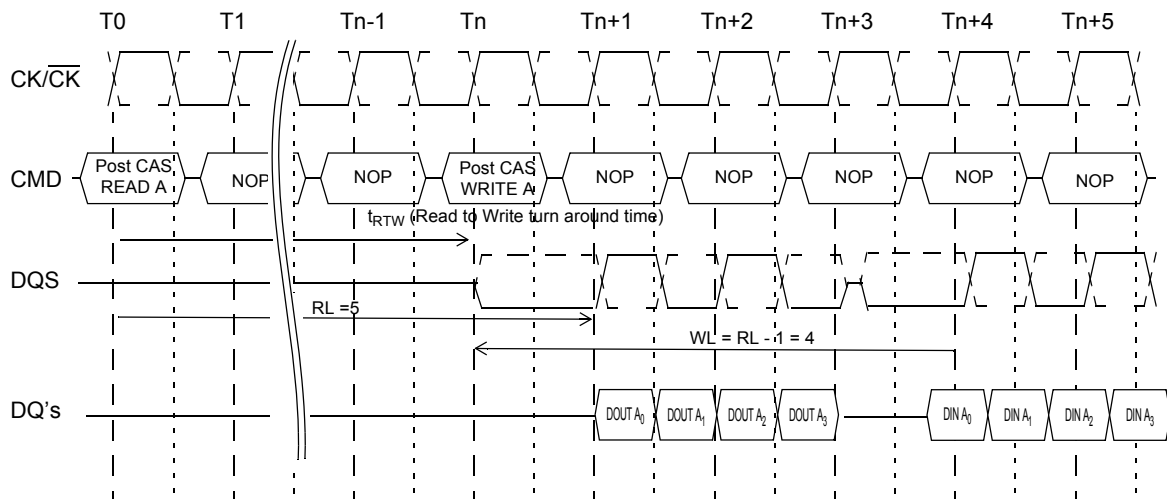 T0 T1 Tn-1 Tn Tn+1 Tn+2 Tn+3 Tn+4 Tn+5
CK/CK
CMD Post CAS READ A NOP NOP Post CAS WRITE A NOP NOP NOP NOP NOP
tRTW (Read to Write turn around time)
DQS
RL =5
WL = RL - 1 = 4
DQ's DOUT A0 DOUT A1 DOUT A2 DOUT A3 DIN A0 DIN A1 DIN A2 DIN A3